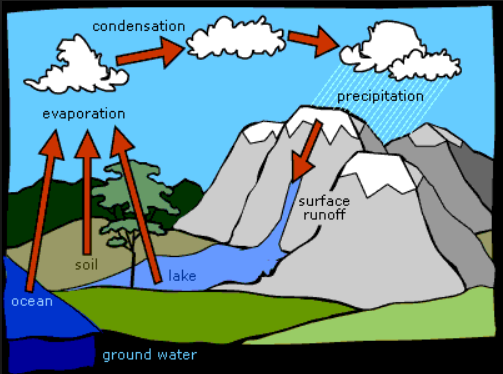 condensation
evaporation
precipitation
surface
runoff
soil
lake
ocean
ground water